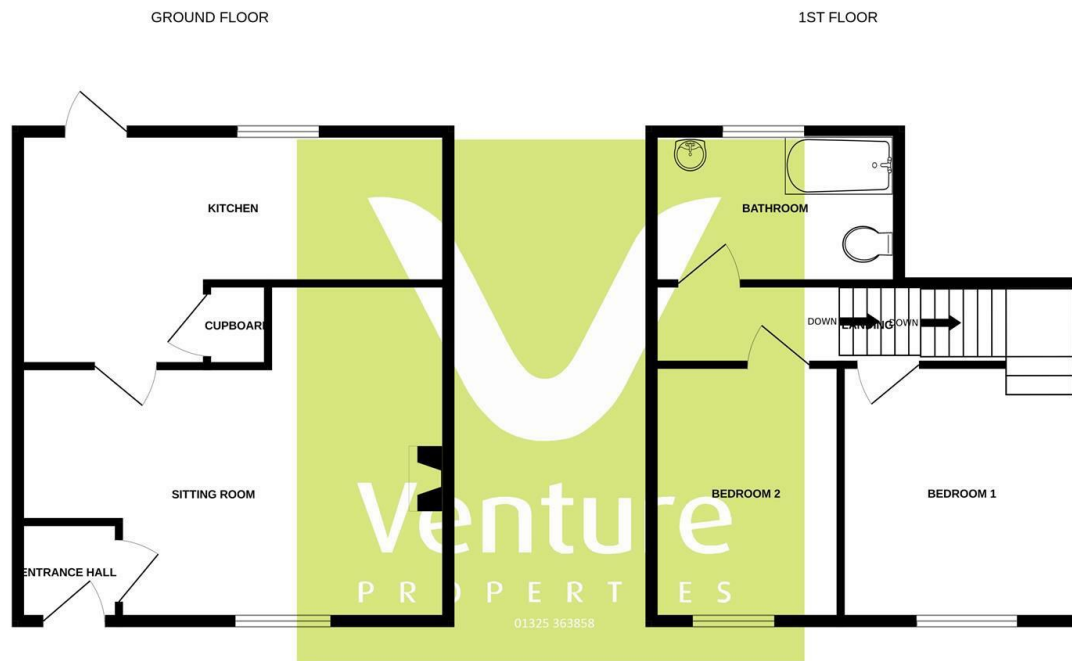 GROUND FLOOR
1ST FLOOR
KITCHEN
CUPBOARD
SITTING ROOM
ENTRANCE HALL
BATHROOM
DOWN
LANDING
DOWN
BEDROOM 2
BEDROOM 1
Venture
PROPERTIES
01325 363858